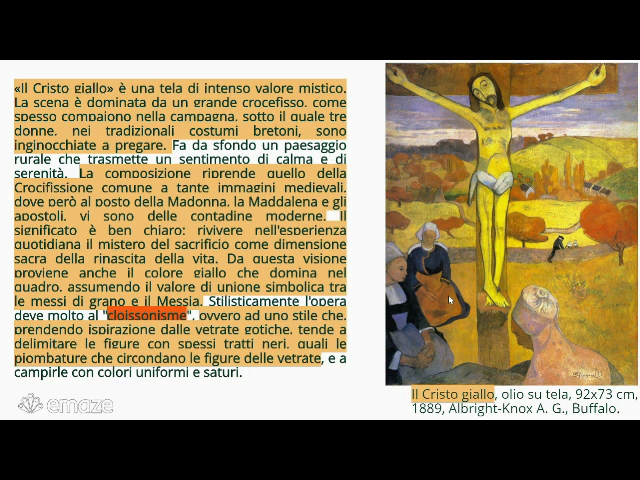 «Il Cristo giallo» è una tela di intenso valore mistico.
La scena è dominata da un grande crocefisso, come
spesso compaiono nella campagna, sotto il quale tre
donne, nei tradizionali costumi bretoni, sono
inginocchiate a pregare. Fa da sfondo un paesaggio
rurale che trasmette un sentimento di calma e di
serenità. La composizione riprende quello della
Crocifissione comune a tante immagini medievali,
dove però al posto della Madonna, la Maddalena e gli
apostoli, vi sono delle contadine moderne. Il
significato è ben chiaro: rivivere nell'esperienza
quotidiana il mistero del sacrificio come dimensione
sacra della rinascita della vita. Da questa visione
proviene anche il colore giallo che domina nel
quadro, assumendo il valore di unione simbolica tra
le messi di grano e il Messia. Stilisticamente l'opera
deve molto al "cloissonisme", ovvero ad uno stile che,
prendendo ispirazione dalle vetrate gotiche, tende a
delimitare le figure con spessi tratti neri, quali le
piombature che circondano le figure delle vetrate, e a
campirle con colori uniformi e saturi.
emaze
Il Cristo giallo, olio su tela, 92x73 cm,
1889, Albright-Knox A. G., Buffalo.